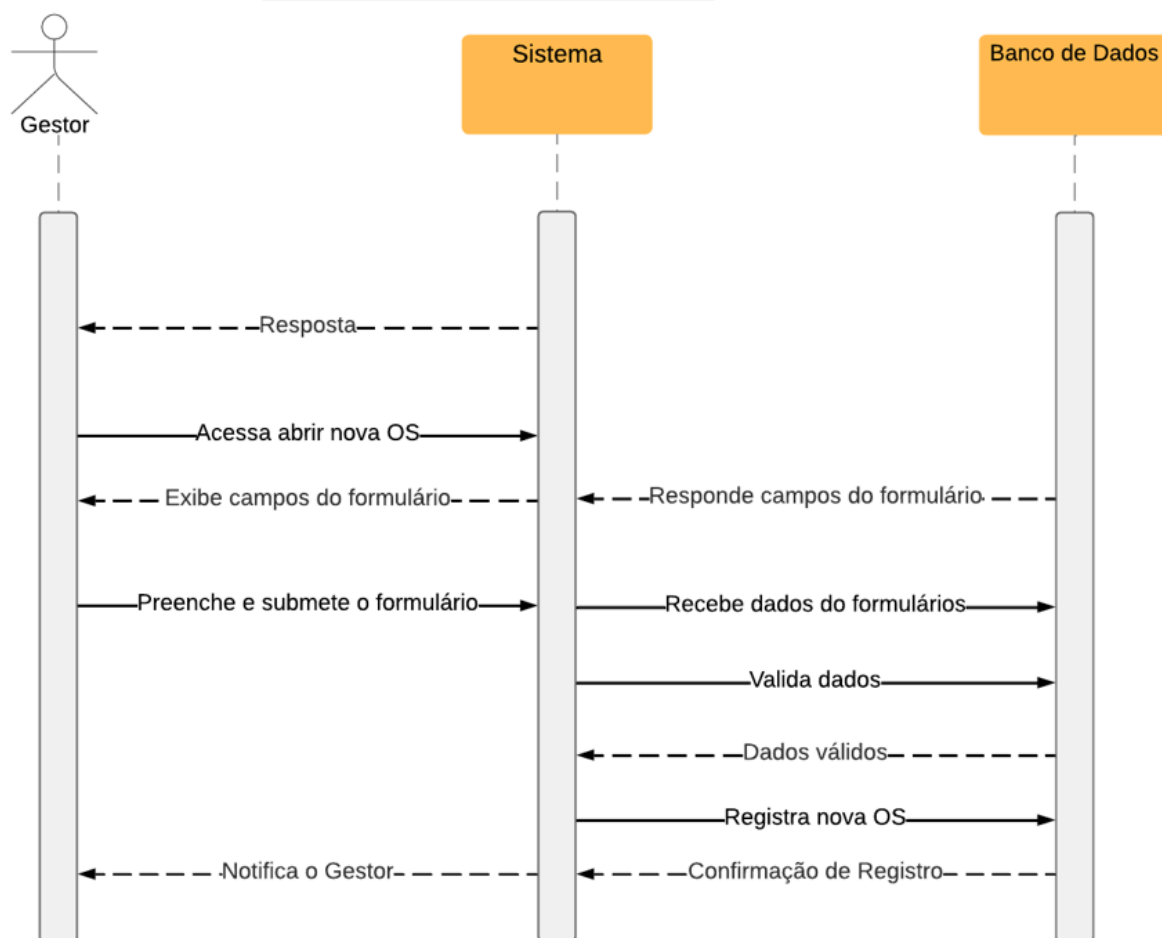 Sistema
Banco de Dados
Gestor
Resposta
Acessa abrir nova OS
Exibe campos do formulário
Responde campos do formulário
Preenche e submete o formulário
Recebe dados do formulários
Valida dados
Dados válidos
Registra nova OS
Notifica o Gestor
Confirmação de Registro